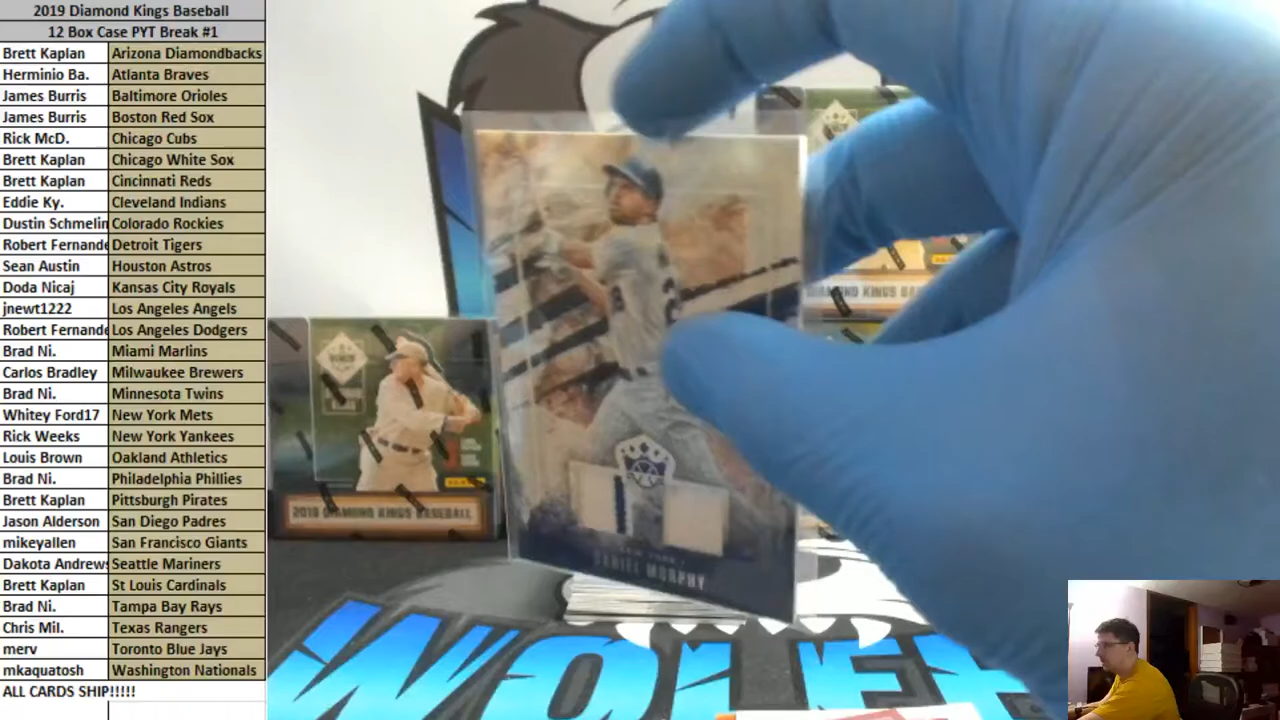 2019 Diamond Kings Baseball
12 Box Case PYT Break #1
Brett Kaplan Arizona Diamondbacks
Herminio Ba. Atlanta Braves
James Burris Baltimore Orioles
James Burris Boston Red Sox
Rick McD. Chicago Cubs
Brett Kaplan Chicago White Sox
Brett Kaplan Cincinnati Reds
Eddie Ky. Cleveland Indians
Dustin Schmelin Colorado Rockies
Robert Fernande Detroit Tigers
Sean Austin Houston Astros
Doda Nicaj Kansas City Royals
jnewt1222 Los Angeles Angels
Robert Fernande Los Angeles Dodgers
Brad Ni. Miami Marlins
Carlos Bradley Milwaukee Brewers
Brad Ni. Minnesota Twins
Whitey Ford17 New York Mets
Rick Weeks New York Yankees
Louis Brown Oakland Athletics
Brad Ni. Philadelphia Phillies
Brett Kaplan Pittsburgh Pirates
Jason Alderson San Diego Padres
mikeyallen San Francisco Giants
Dakota Andrews Seattle Mariners
Brett Kaplan St Louis Cardinals
Brad Ni. Tampa Bay Rays
Chris Mil. Texas Rangers
merv Toronto Blue Jays
mkaquatosh Washington Nationals
ALL CARDS SHIP!!!!!
DIAMOND KINGS BA
PANINI
2019 DIAMOND KINGS BASEBALL
NEW YORK
DANIEL MURPHY
WOLF